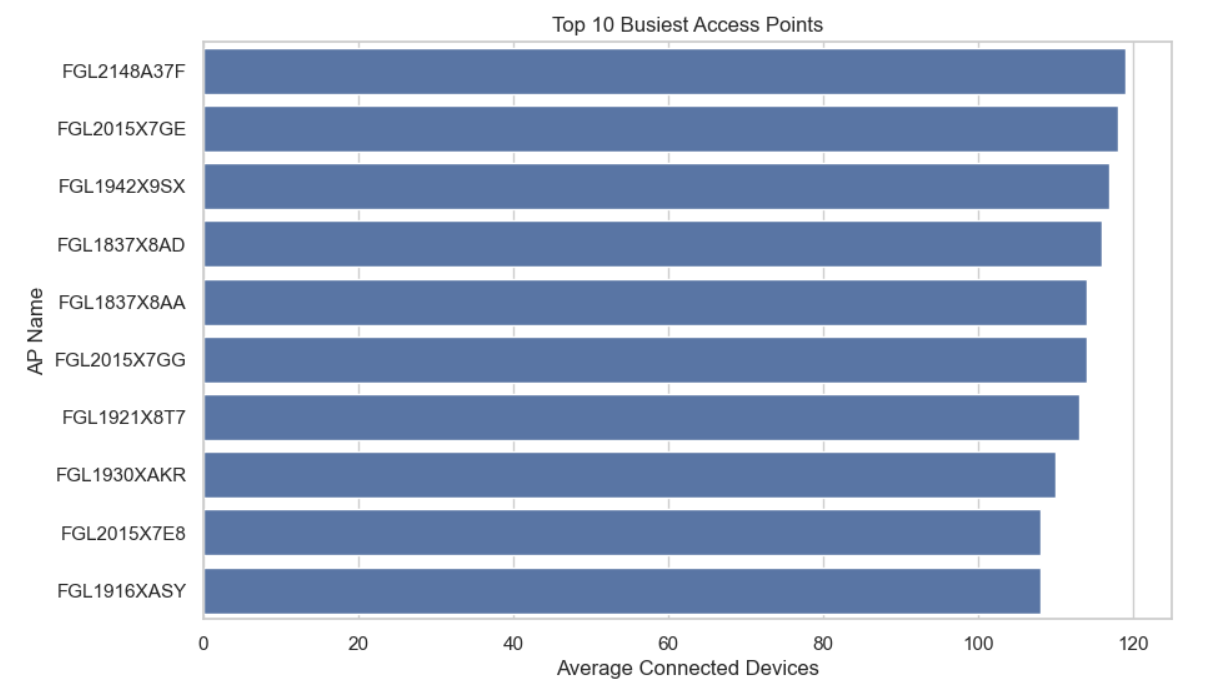 Top 10 Busiest Access Points
AP Name
FGL2148A37F
FGL2015X7GE
FGL1942X9SX
FGL1837X8AD
FGL1837X8AA
FGL2015X7GG
FGL1921X8T7
FGL1930XAKR
FGL2015X7E8
FGL1916XASY
0 20 40 60 80 100 120
Average Connected Devices